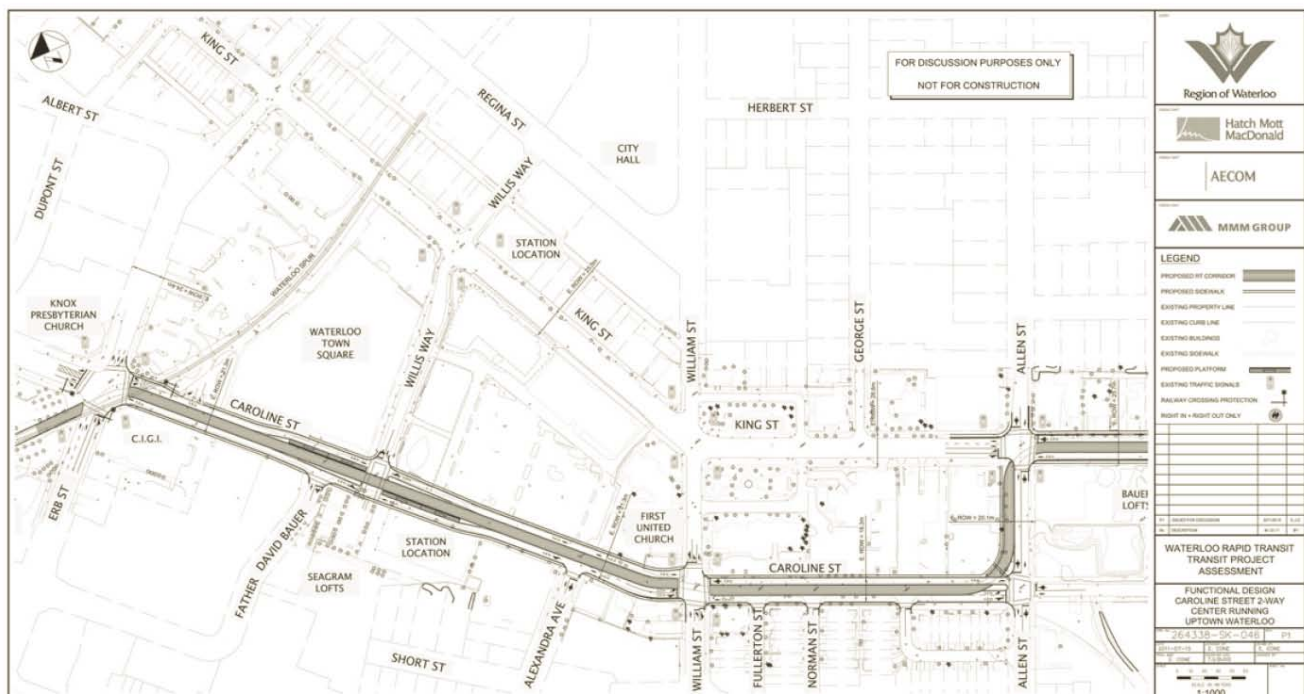 FOR DISCUSSION PURPOSES ONLY
NOT FOR CONSTRUCTION
KING ST
ALBERT ST
DUPONT ST
REGINA ST
HERBERT ST
CITY
HALL
WILLIS WAY
STATION
LOCATION
WATERLOO SPUR
KNOX
PRESBYTERIAN
CHURCH
WATERLOO
TOWN
SQUARE
WILLIS WAY
KING ST
WILLIAM ST
GEORGE ST
ALLEN ST
CAROLINE ST
KING ST
C.I.G.I.
ERB ST
FATHER DAVID BAUER
SEAGRAM
LOFTS
STATION
LOCATION
FIRST
UNITED
CHURCH
CAROLINE ST
BAUER
LOFTS
ALEXANDRA AVE
SHORT ST
WILLIAM ST
FULLERTON ST
NORMAN ST
ALLEN ST
Region of Waterloo
Hatch Mott
MacDonald
AECOM
MMM GROUP
LEGEND
PROPOSED RT CORRIDOR
PROPOSED SIDEWALK
EXISTING PROPERTY LINE
EXISTING CURB LINE
EXISTING BUILDINGS
EXISTING SIDEWALK
PROPOSED PLATFORM
EXISTING TRAFFIC SIGNALS
RAILWAY CROSSING PROTECTION
RIGHT IN + RIGHT OUT ONLY
WATERLOO RAPID TRANSIT
TRANSIT PROJECT
ASSESSMENT
FUNCTIONAL DESIGN
CAROLINE STREET 2-WAY
CENTER RUNNING
UPTOWN WATERLOO
264338-SK-046 P1
1:1000